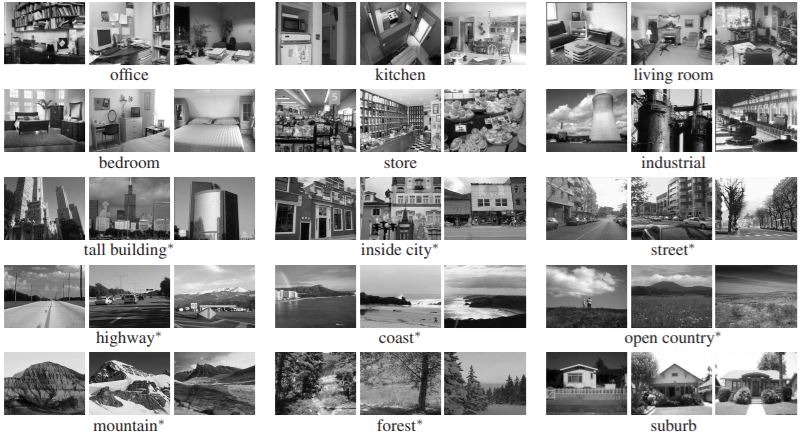 office kitchen living room
bedroom store industrial
tall building* inside city* street*
highway* coast* open country*
mountain* forest* suburb